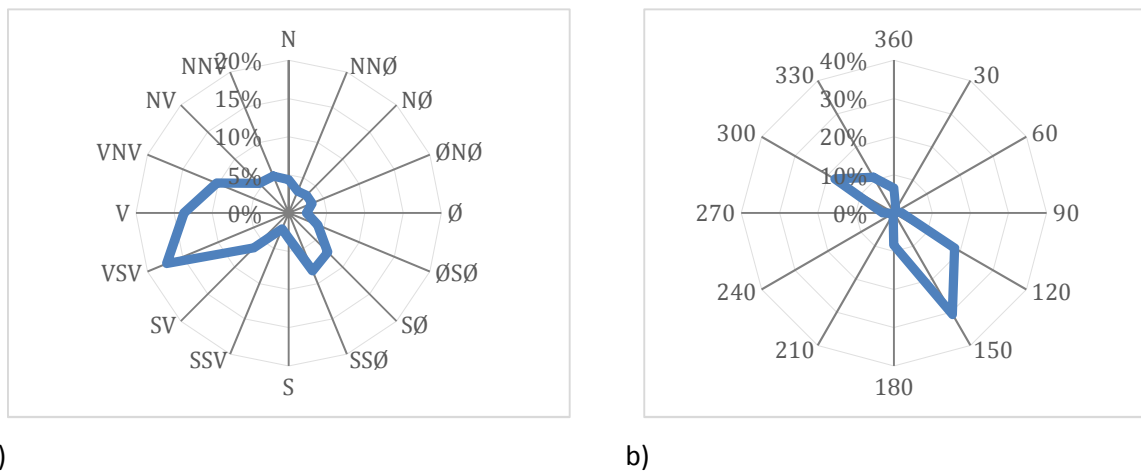 N
20%
NNV
NNØ
15%
NV
NØ
10%
VNV
ØNØ
5%
V
0%
Ø
VSV
ØSØ
SV
SØ
SSV
SSØ
S
)
360
40%
330
30
30%
300
60
20%
10%
270
0%
90
240
120
210
150
180
b)